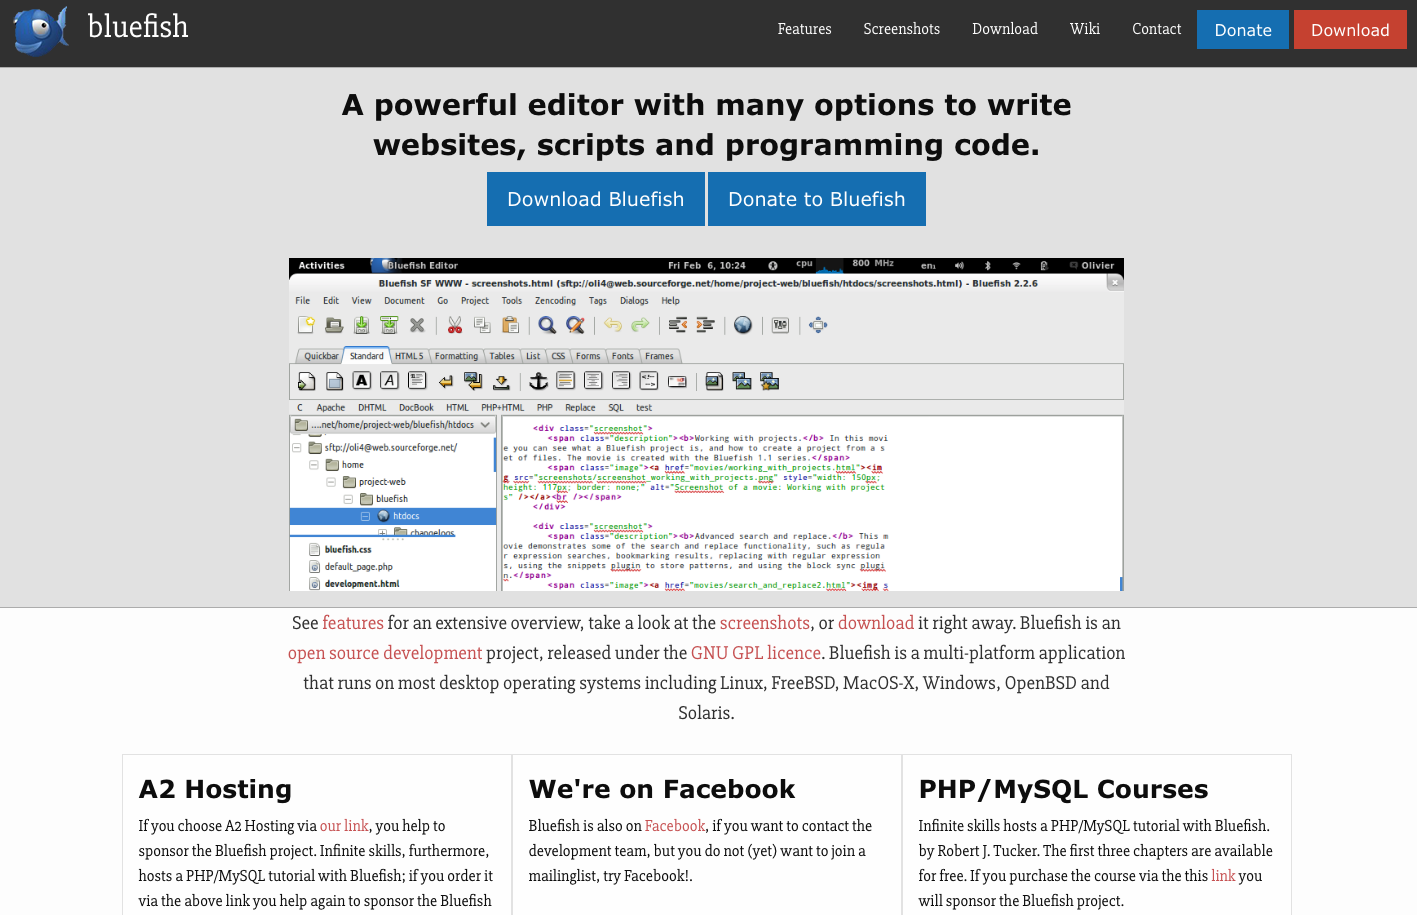 bluefish
Features Screenshots Download Wiki Contact Donate Download
A powerful editor with many options to write
websites, scripts and programming code.
Download Bluefish Donate to Bluefish
Activities Bluefish Editor Fri Feb 6, 10:24 cpu 800 MHz en₁ Olivier
Bluefish SF WWW - screenshots.html (sftp://oli4@web.sourceforge.net/home/project-web/bluefish/htdocs/screenshots.html) - Bluefish 2.2.6
File Edit View Document Go Project Tools Zencoding Tags Dialogs Help
Quickbar Standard HTML 5 Formatting Tables List CSS Forms Fonts Frames
C Apache DHTML DocBook HTML PHP+HTML PHP Replace SQL test
....net/home/project-web/bluefish/htdocs
sftp://oli4@web.sourceforge.net/
home
project-web
bluefish
htdocs
changelogs
bluefish.css
default_page.php
development.html
<div class="screenshot">
<span class="description"><b>Working with projects.</b> In this movi
e you can see what a Bluefish project is, and how to create a project from a s
et of files. The movie is created with the Bluefish 1.1 series.</span>
<span class="image"><a href="movies/working_with_projects.html"><im
g src="screenshots/screenshot_working_with_projects.png" style="width: 150px;
height: 117px; border: none;" alt="Screenshot of a movie: Working with project
s" /></a><br /></span>
</div>
<div class="screenshot">
<span class="description"><b>Advanced search and replace.</b> This m
ovie demonstrates some of the search and replace functionality, such as regula
r expression searches, bookmarking results, replacing with regular expression
s, using the snippets plugin to store patterns, and using the block sync plugi
n.</span>
<span class="image"><a href="movies/search_and_replace2.html"><img s
See features for an extensive overview, take a look at the screenshots, or download it right away. Bluefish is an
open source development project, released under the GNU GPL licence. Bluefish is a multi-platform application
that runs on most desktop operating systems including Linux, FreeBSD, MacOS-X, Windows, OpenBSD and
Solaris.
A2 Hosting
If you choose A2 Hosting via our link, you help to
sponsor the Bluefish project. Infinite skills, furthermore,
hosts a PHP/MySQL tutorial with Bluefish; if you order it
via the above link you help again to sponsor the Bluefish
We're on Facebook
Bluefish is also on Facebook, if you want to contact the
development team, but you do not (yet) want to join a
mailinglist, try Facebook!.
PHP/MySQL Courses
Infinite skills hosts a PHP/MySQL tutorial with Bluefish.
by Robert J. Tucker. The first three chapters are available
for free. If you purchase the course via the this link you
will sponsor the Bluefish project.